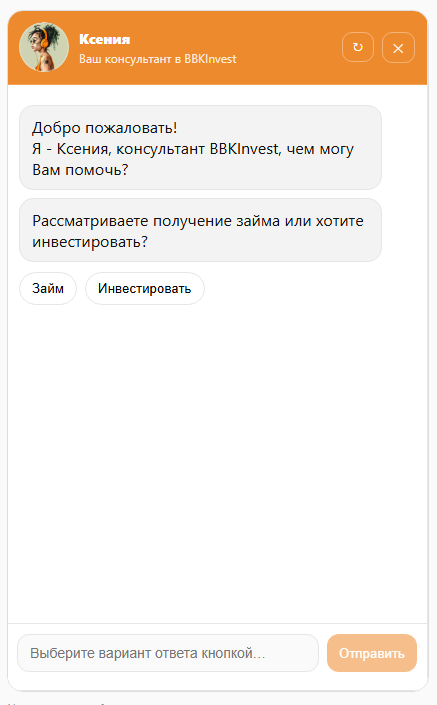 Ксения
Ваш консультант в BBKInvest
Добро пожаловать!
Я - Ксения, консультант BBKInvest, чем могу
Вам помочь?
Рассматриваете получение займа или хотите
инвестировать?
Займ
Инвестировать
Выберите вариант ответа кнопкой...
Отправить